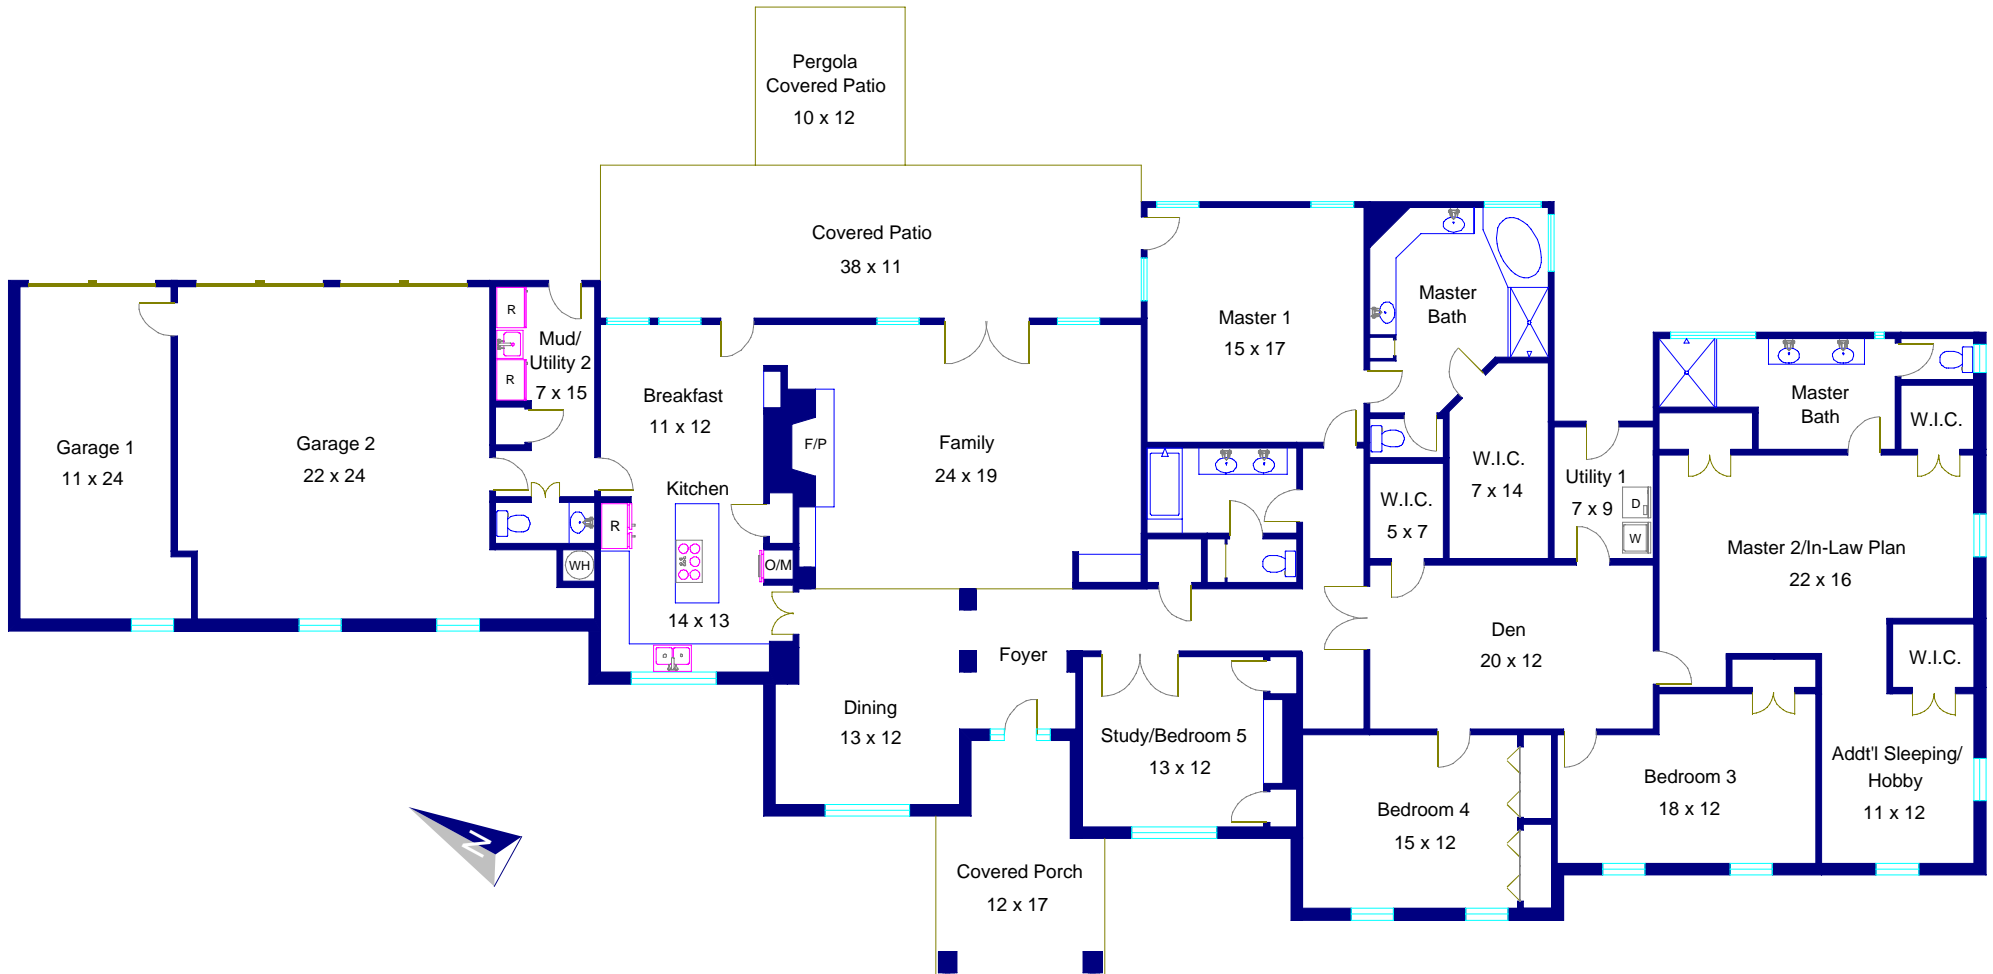 Pergola
Covered Patio
10 x 12
Covered Patio
38 x 11
Garage 1
11 x 24
Garage 2
22 x 24
R
Mud/
Utility 2
7 x 15
R
WH
Breakfast
11 x 12
Kitchen
R
O/M
14 x 13
F/P
Family
24 x 19
Master 1
15 x 17
Master
Bath
W.I.C.
7 x 14
W.I.C.
5 x 7
Utility 1
7 x 9
D
W
Master
Bath
W.I.C.
Master 2/In-Law Plan
22 x 16
W.I.C.
Den
20 x 12
Foyer
Dining
13 x 12
Study/Bedroom 5
13 x 12
Bedroom 4
15 x 12
Bedroom 3
18 x 12
Addt'l Sleeping/
Hobby
11 x 12
Covered Porch
12 x 17
N